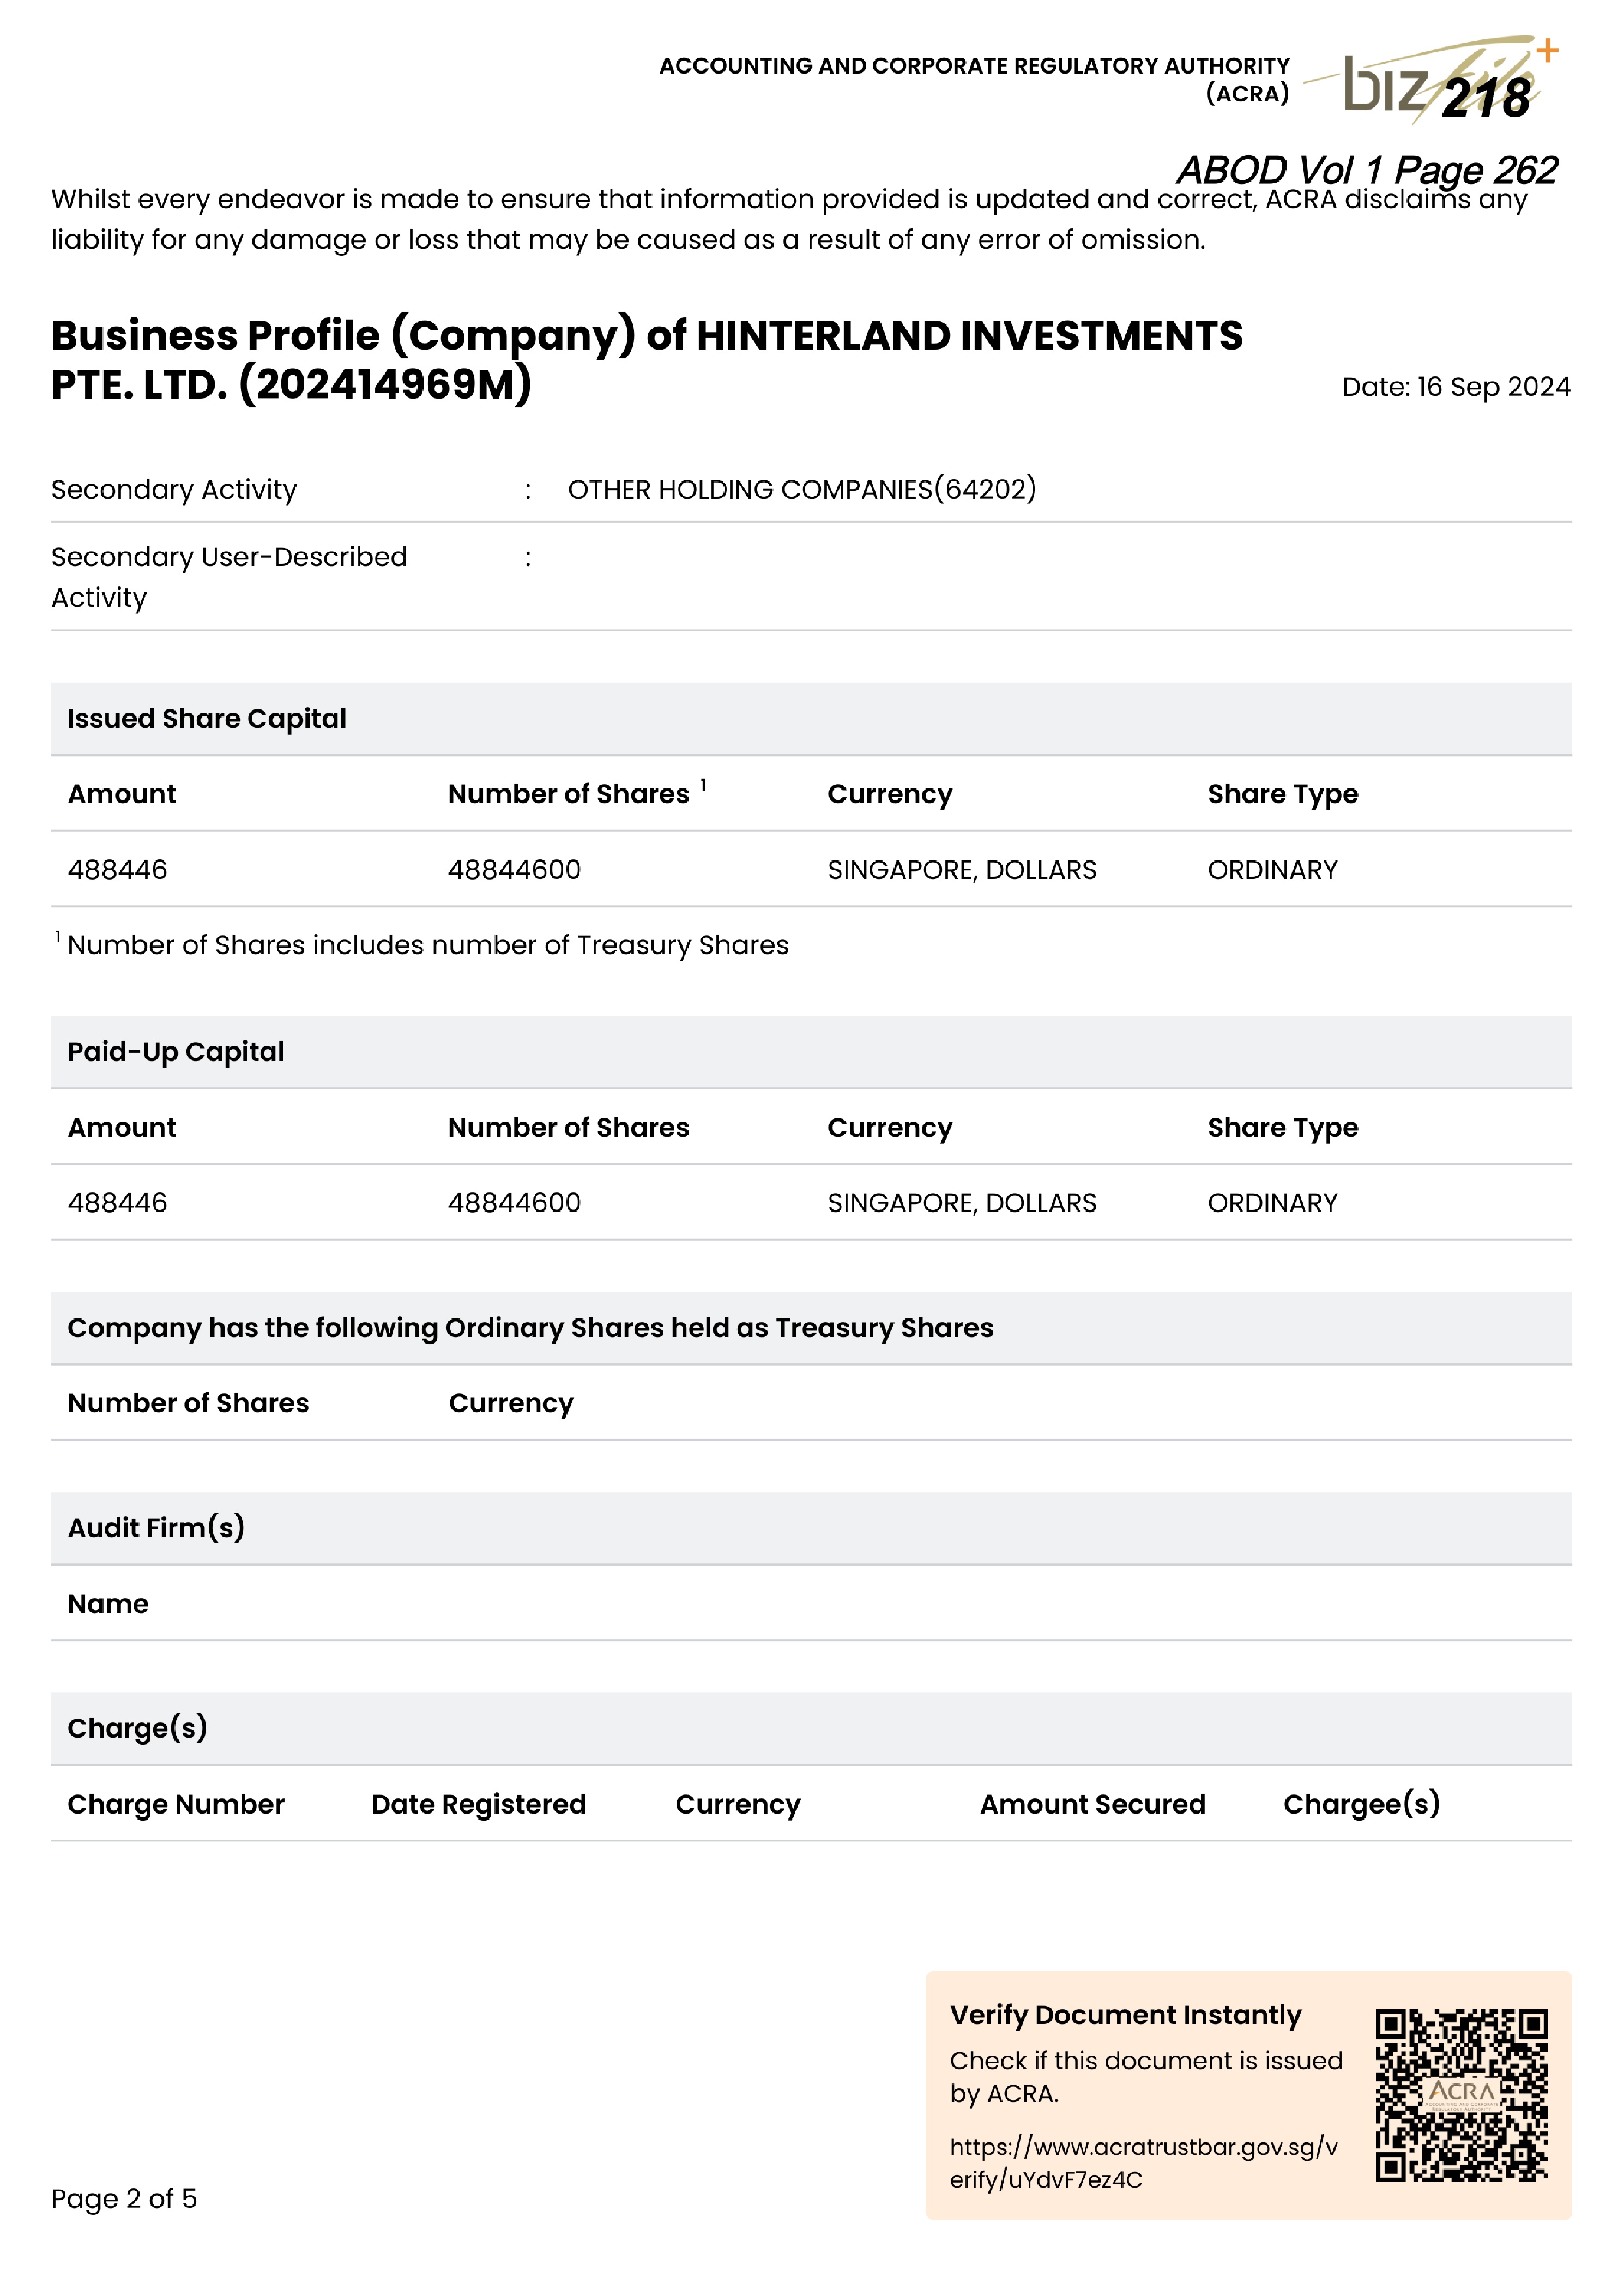 ACCOUNTING AND CORPORATE REGULATORY AUTHORITY
(ACRA)
bizfile+
218
ABOD Vol 1 Page 262
Whilst every endeavor is made to ensure that information provided is updated and correct, ACRA disclaims any
liability for any damage or loss that may be caused as a result of any error of omission.
Business Profile (Company) of HINTERLAND INVESTMENTS
PTE. LTD. (202414969M)
Date: 16 Sep 2024
Secondary Activity : OTHER HOLDING COMPANIES(64202)
Secondary User-Described :
Activity
Issued Share Capital
Amount Number of Shares 1 Currency Share Type
488446 48844600 SINGAPORE, DOLLARS ORDINARY
1 Number of Shares includes number of Treasury Shares
Paid-Up Capital
Amount Number of Shares Currency Share Type
488446 48844600 SINGAPORE, DOLLARS ORDINARY
Company has the following Ordinary Shares held as Treasury Shares
Number of Shares Currency
Audit Firm(s)
Name
Charge(s)
Charge Number Date Registered Currency Amount Secured Chargee(s)
Verify Document Instantly
Check if this document is issued
by ACRA.
https://www.acratrustbar.gov.sg/v
erify/uYdvF7ez4C
ACRA
ACCOUNTING AND CORPORATE
REGULATORY AUTHORITY
Page 2 of 5